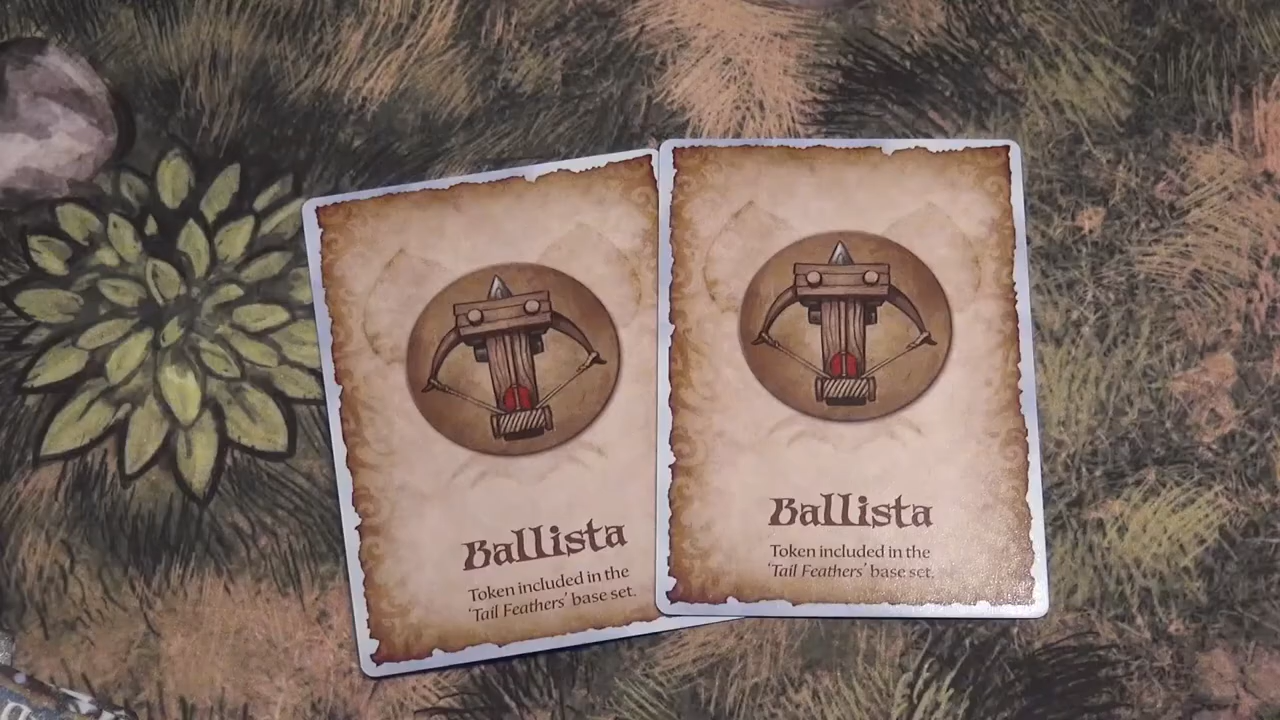 Ballista
Token included in the
'Tail Feathers' base set.
Ballista
Token included in the
'Tail Feathers' base set.